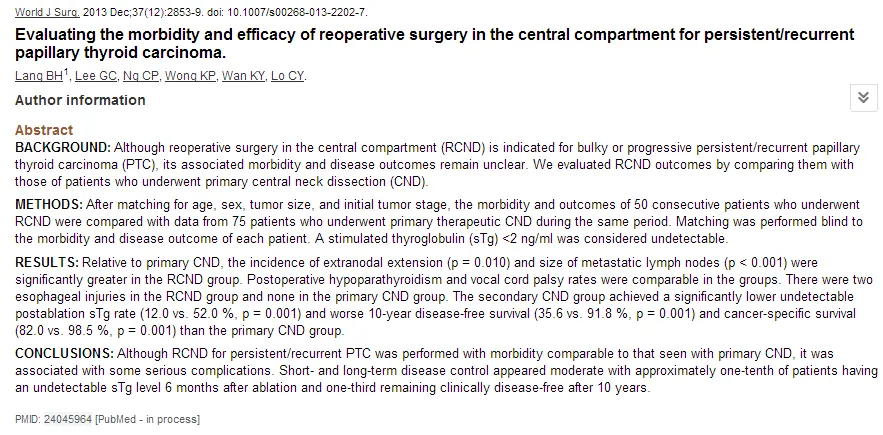 World J Surg. 2013 Dec;37(12):2853-9. doi: 10.1007/s00268-013-2202-7.
Evaluating the morbidity and efficacy of reoperative surgery in the central compartment for persistent/recurrent
papillary thyroid carcinoma.
Lang BH1, Lee GC, Ng CP, Wong KP, Wan KY, Lo CY.
Author information
Abstract
BACKGROUND: Although reoperative surgery in the central compartment (RCND) is indicated for bulky or progressive persistent/recurrent papillary
thyroid carcinoma (PTC), its associated morbidity and disease outcomes remain unclear. We evaluated RCND outcomes by comparing them with
those of patients who underwent primary central neck dissection (CND).
METHODS: After matching for age, sex, tumor size, and initial tumor stage, the morbidity and outcomes of 50 consecutive patients who underwent
RCND were compared with data from 75 patients who underwent primary therapeutic CND during the same period. Matching was performed blind to
the morbidity and disease outcome of each patient. A stimulated thyroglobulin (sTg) <2 ng/ml was considered undetectable.
RESULTS: Relative to primary CND, the incidence of extranodal extension (p = 0.010) and size of metastatic lymph nodes (p < 0.001) were
significantly greater in the RCND group. Postoperative hypoparathyroidism and vocal cord palsy rates were comparable in the groups. There were two
esophageal injuries in the RCND group and none in the primary CND group. The secondary CND group achieved a significantly lower undetectable
postablation sTg rate (12.0 vs. 52.0 %, p = 0.001) and worse 10-year disease-free survival (35.6 vs. 91.8 %, p = 0.001) and cancer-specific survival
(82.0 vs. 98.5 %, p = 0.001) than the primary CND group.
CONCLUSIONS: Although RCND for persistent/recurrent PTC was performed with morbidity comparable to that seen with primary CND, it was
associated with some serious complications. Short- and long-term disease control appeared moderate with approximately one-tenth of patients having
an undetectable sTg level 6 months after ablation and one-third remaining clinically disease-free after 10 years.
PMID: 24045964 [PubMed - in process]